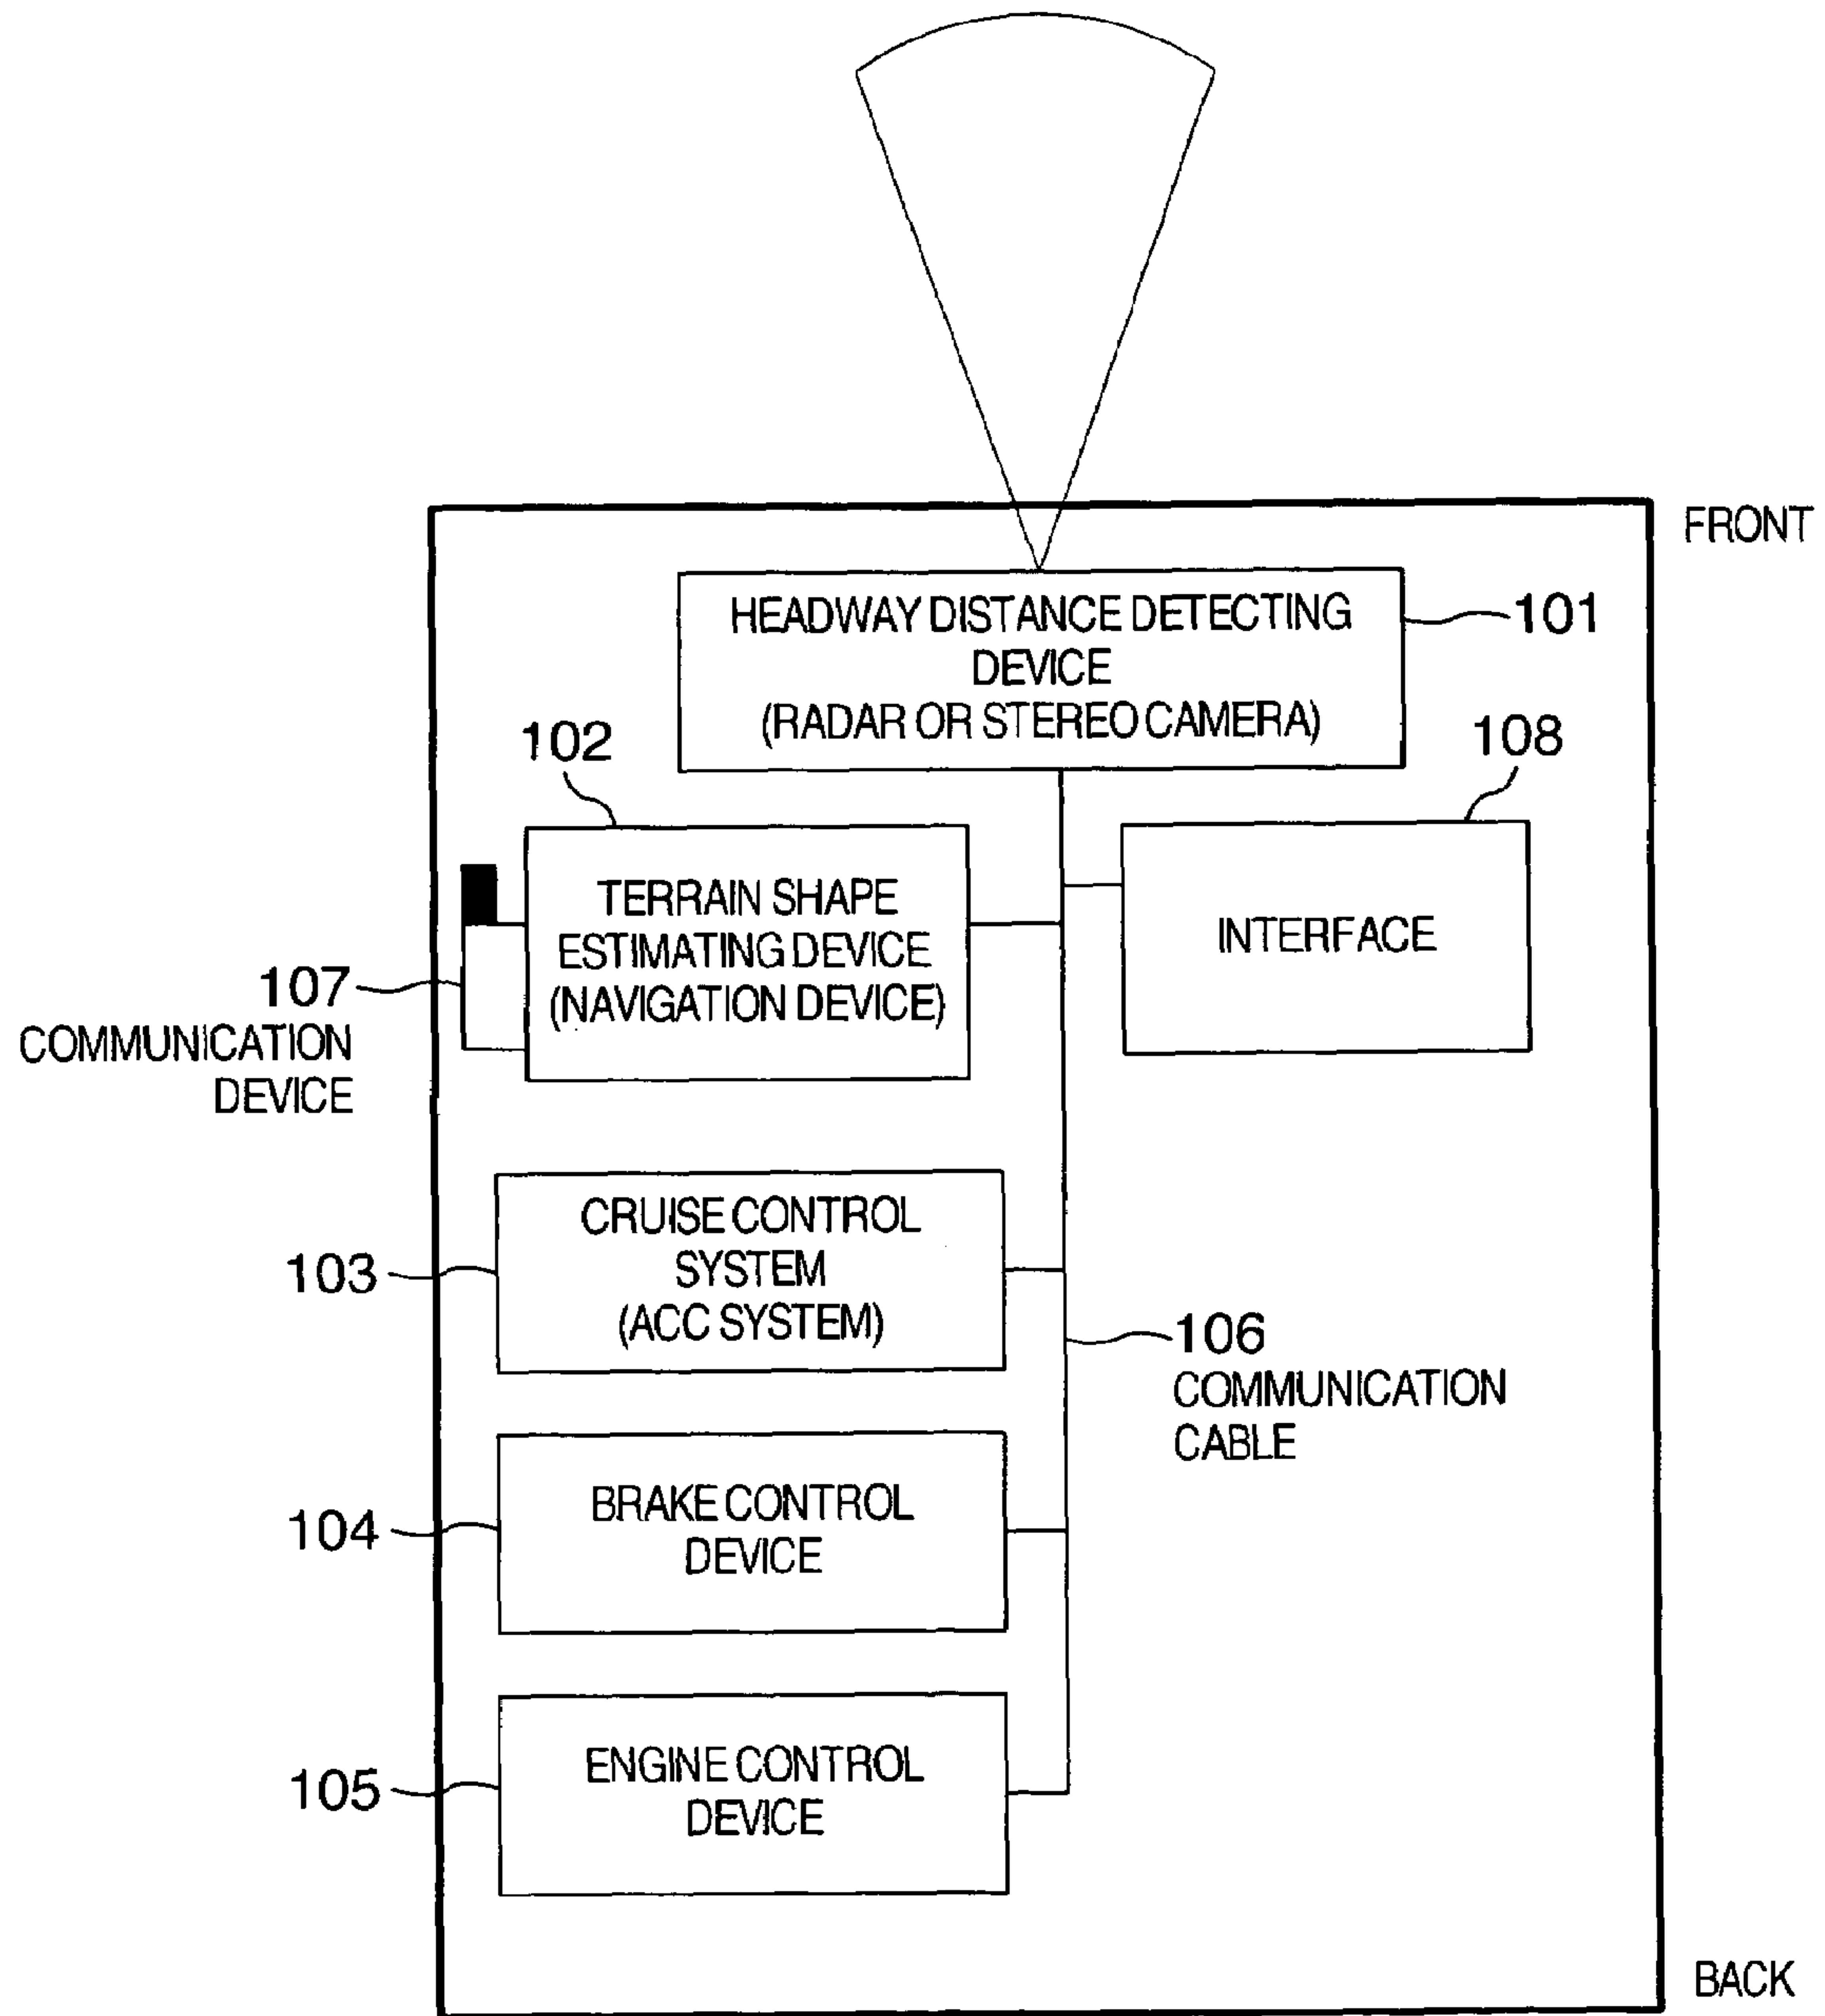 FRONT
HEADWAY DISTANCE DETECTING
DEVICE
(RADAR OR STEREO CAMERA)
101
102
108
TERRAIN SHAPE
ESTIMATING DEVICE
(NAVIGATION DEVICE)
INTERFACE
107
COMMUNICATION
DEVICE
CRUISE CONTROL
SYSTEM
(ACC SYSTEM)
103
106
COMMUNICATION
CABLE
BRAKE CONTROL
DEVICE
104
ENGINE CONTROL
DEVICE
105
BACK